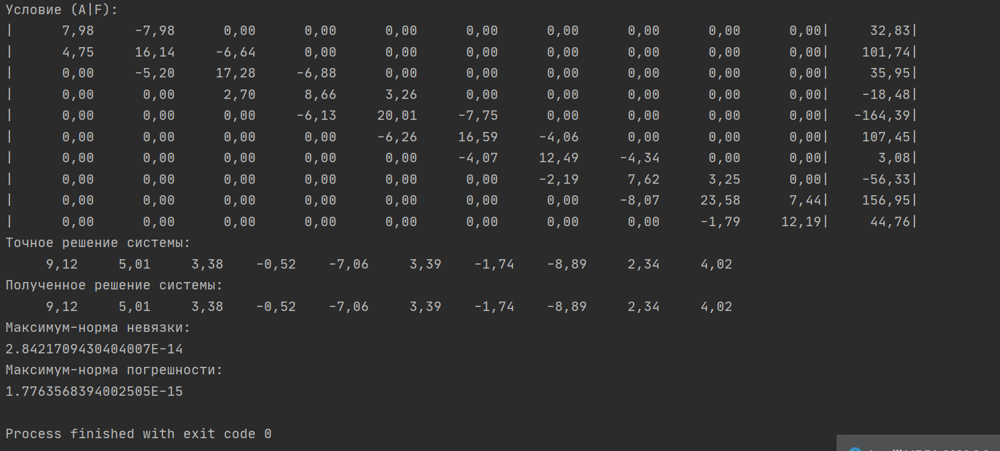 Условие (A|F):
| 7,98 -7,98 0,00 0,00 0,00 0,00 0,00 0,00 0,00 0,00| 32,83|
| 4,75 16,14 -6,64 0,00 0,00 0,00 0,00 0,00 0,00 0,00| 101,74|
| 0,00 -5,20 17,28 -6,88 0,00 0,00 0,00 0,00 0,00 0,00| 35,95|
| 0,00 0,00 2,70 8,66 3,26 0,00 0,00 0,00 0,00 0,00| -18,48|
| 0,00 0,00 0,00 -6,13 20,01 -7,75 0,00 0,00 0,00 0,00| -164,39|
| 0,00 0,00 0,00 0,00 -6,26 16,59 -4,06 0,00 0,00 0,00| 107,45|
| 0,00 0,00 0,00 0,00 0,00 -4,07 12,49 -4,34 0,00 0,00| 3,08|
| 0,00 0,00 0,00 0,00 0,00 0,00 -2,19 7,62 3,25 0,00| -56,33|
| 0,00 0,00 0,00 0,00 0,00 0,00 0,00 -8,07 23,58 7,44| 156,95|
| 0,00 0,00 0,00 0,00 0,00 0,00 0,00 0,00 -1,79 12,19| 44,76|
Точное решение системы:
9,12 5,01 3,38 -0,52 -7,06 3,39 -1,74 -8,89 2,34 4,02
Полученное решение системы:
9,12 5,01 3,38 -0,52 -7,06 3,39 -1,74 -8,89 2,34 4,02
Максимум-норма невязки:
2.8421709430404007E-14
Максимум-норма погрешности:
1.7763568394002505E-15
Process finished with exit code 0